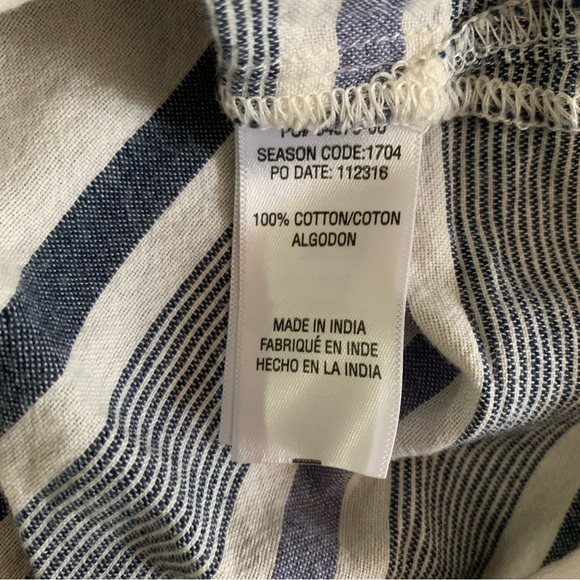 SEASON CODE:1704
PO DATE: 112316
100% COTTON/COTON
ALGODON
MADE IN INDIA
FABRIQUÉ EN INDE
HECHO EN LA INDIA